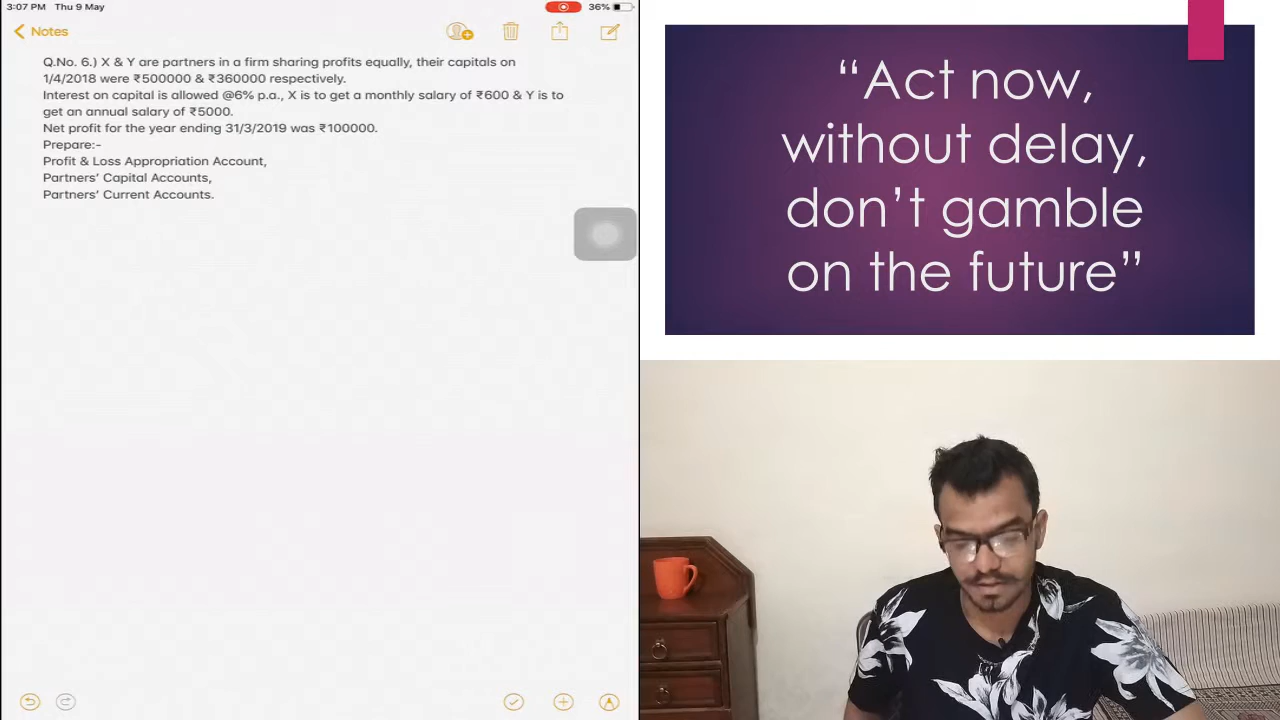 3:07 PM Thu 9 May
36%
Notes
Q.No. 6.) X & Y are partners in a firm sharing profits equally, their capitals on
1/4/2018 were ₹500000 & ₹360000 respectively.
Interest on capital is allowed @6% p.a., X is to get a monthly salary of ₹600 & Y is to
get an annual salary of ₹5000.
Net profit for the year ending 31/3/2019 was ₹100000.
Prepare:-
Profit & Loss Appropriation Account,
Partners’ Capital Accounts,
Partners’ Current Accounts.
“Act now,
without delay,
don’t gamble
on the future”